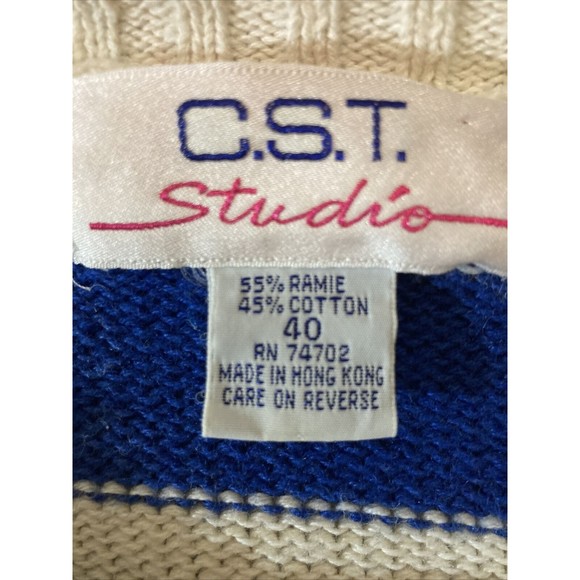 C.S.T.
Studio
55% RAMIE
45% COTTON
40
RN 74702
MADE IN HONG KONG
CARE ON REVERSE